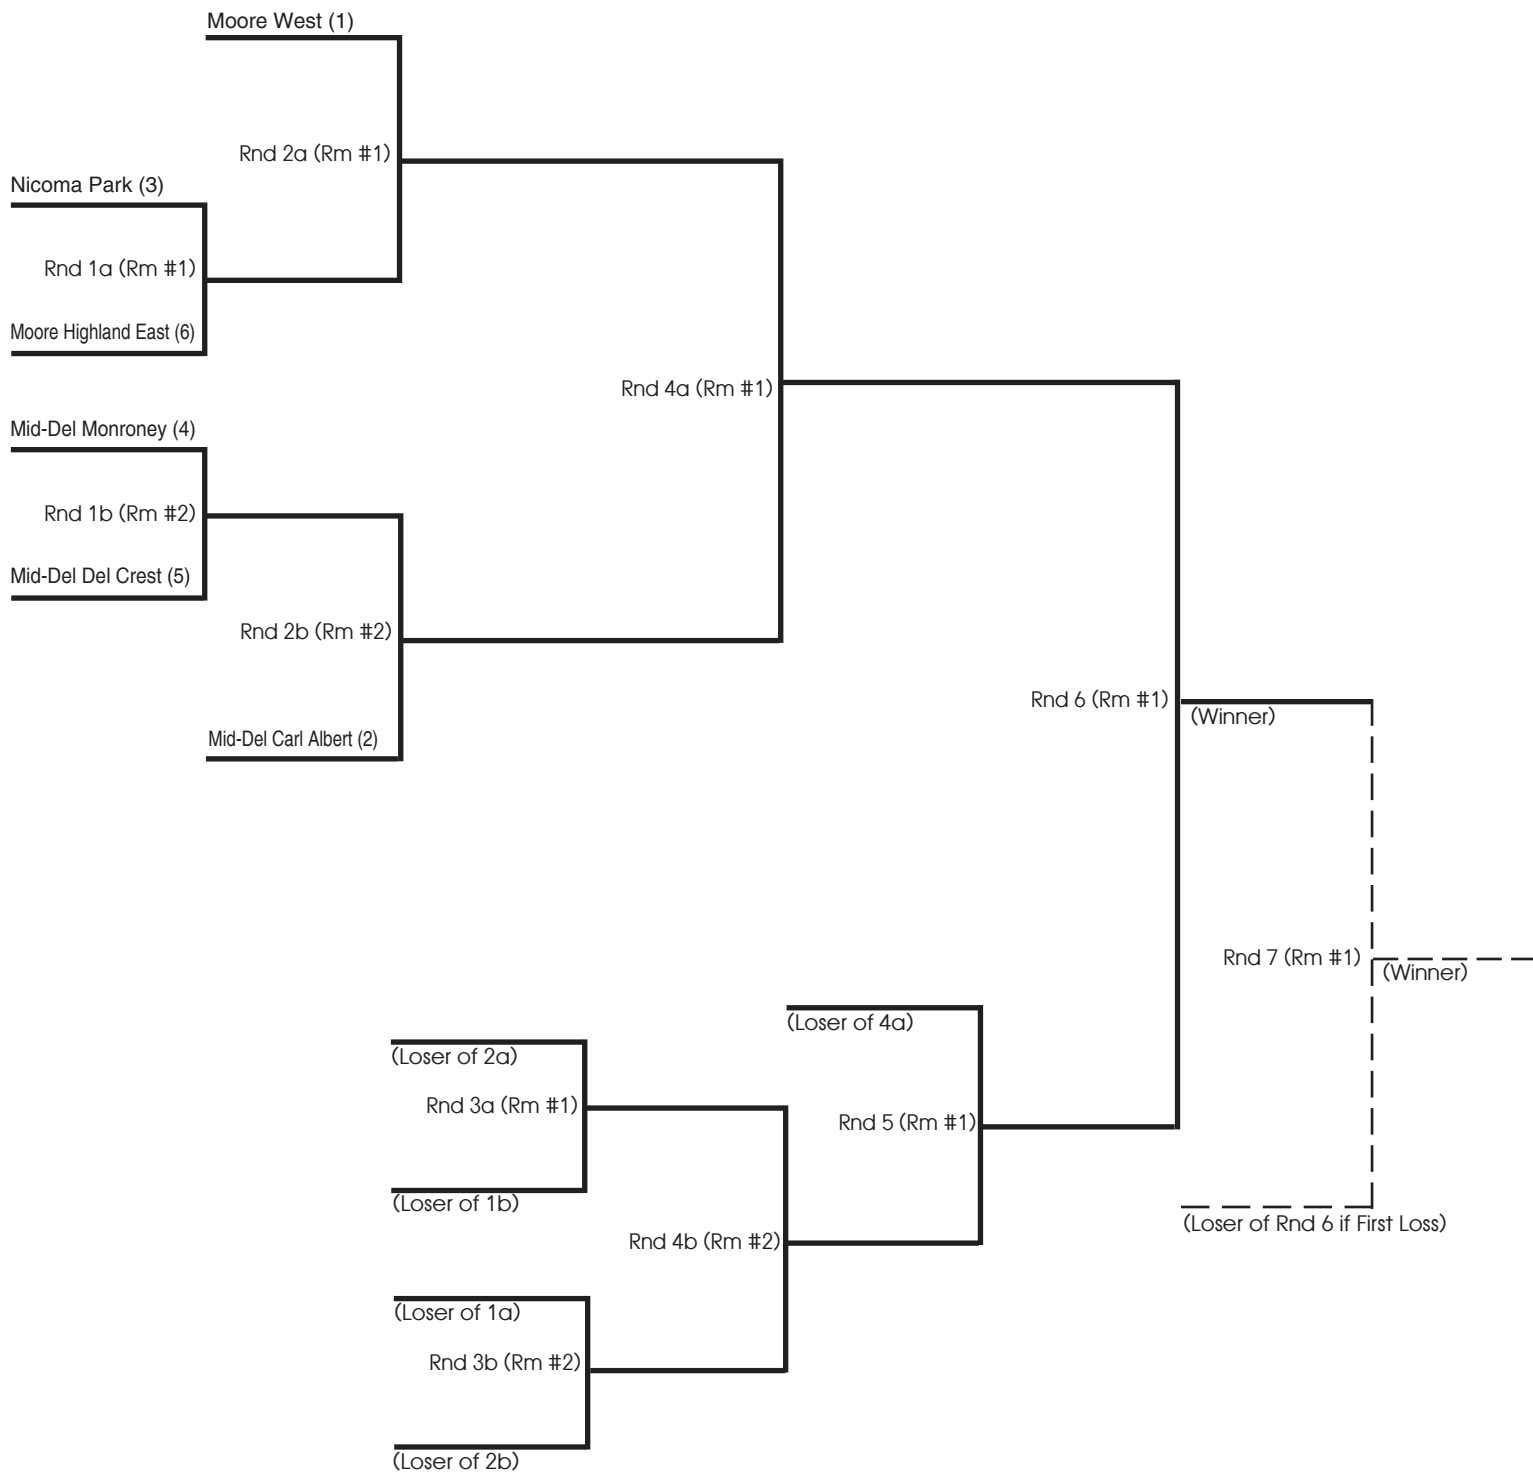 Moore West (1)
Rnd 2a (Rm #1)
Nicoma Park (3)
Rnd 1a (Rm #1)
Moore Highland East (6)
Rnd 4a (Rm #1)
Mid-Del Monroney (4)
Rnd 1b (Rm #2)
Mid-Del Del Crest (5)
Rnd 2b (Rm #2)
Mid-Del Carl Albert (2)
Rnd 6 (Rm #1)
(Winner)
Rnd 7 (Rm #1)
(Winner)
(Loser of 4a)
(Loser of 2a)
Rnd 3a (Rm #1)
Rnd 5 (Rm #1)
(Loser of 1b)
(Loser of Rnd 6 if First Loss)
Rnd 4b (Rm #2)
(Loser of 1a)
Rnd 3b (Rm #2)
(Loser of 2b)